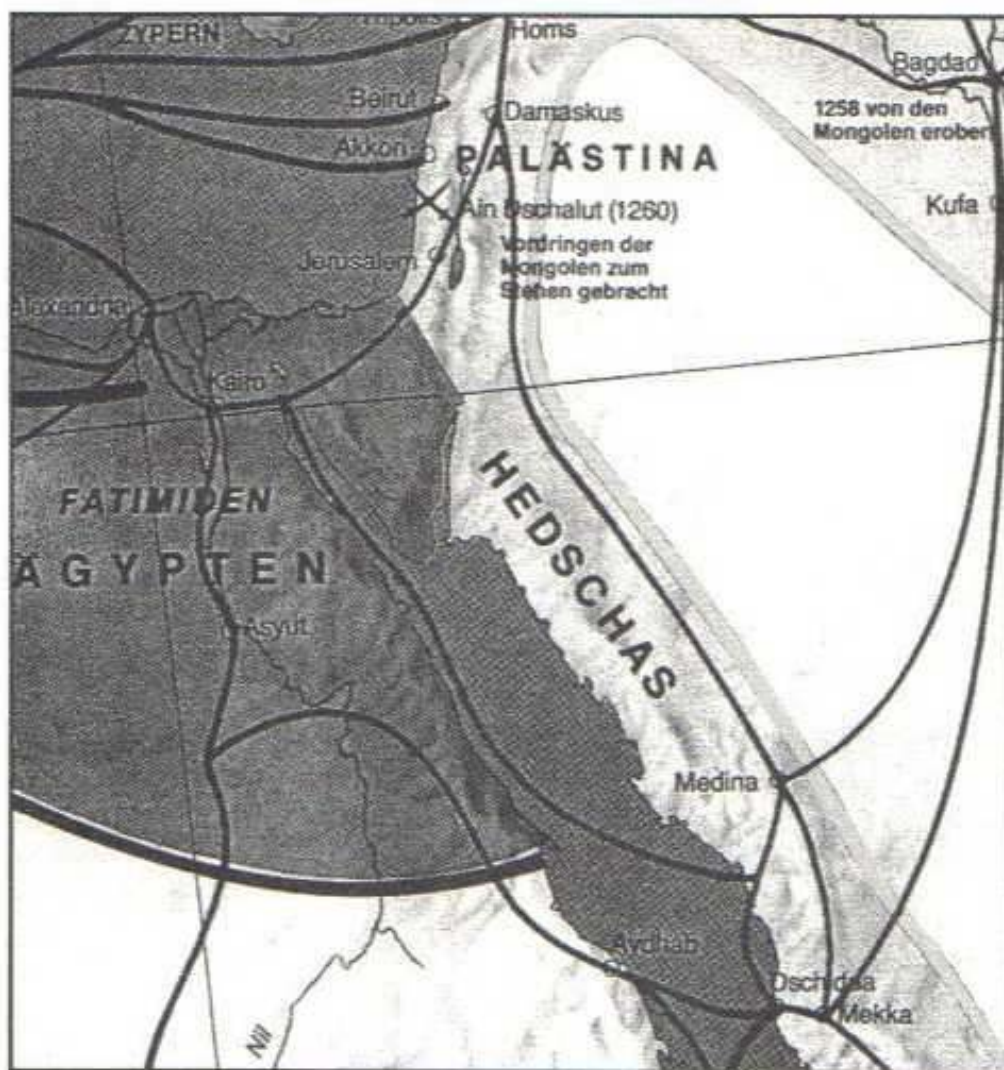 Tripolis
ZYPERN
Homs
Bagdad
Beirut
Damaskus
1258 von den
Mongolen erobert
Akkon
PALÄSTINA
Kufa
Ain Dschalut (1260)
Jerusalem
Vordringen der
Mongolen zum
Stehen gebracht
Alexandria
Kairo
HEDSCHAS
FATIMIDEN
ÄGYPTEN
Asyut
Medina
Aydhab
Dschidda
Mekka
Nil